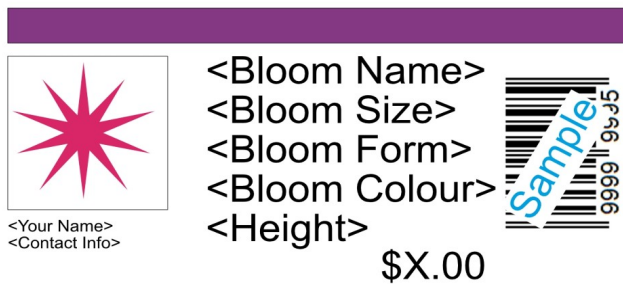 <Bloom Name>
<Bloom Size>
<Bloom Form>
<Bloom Colour>
<Height>
$X.00
<Your Name>
<Contact Info>
Sample